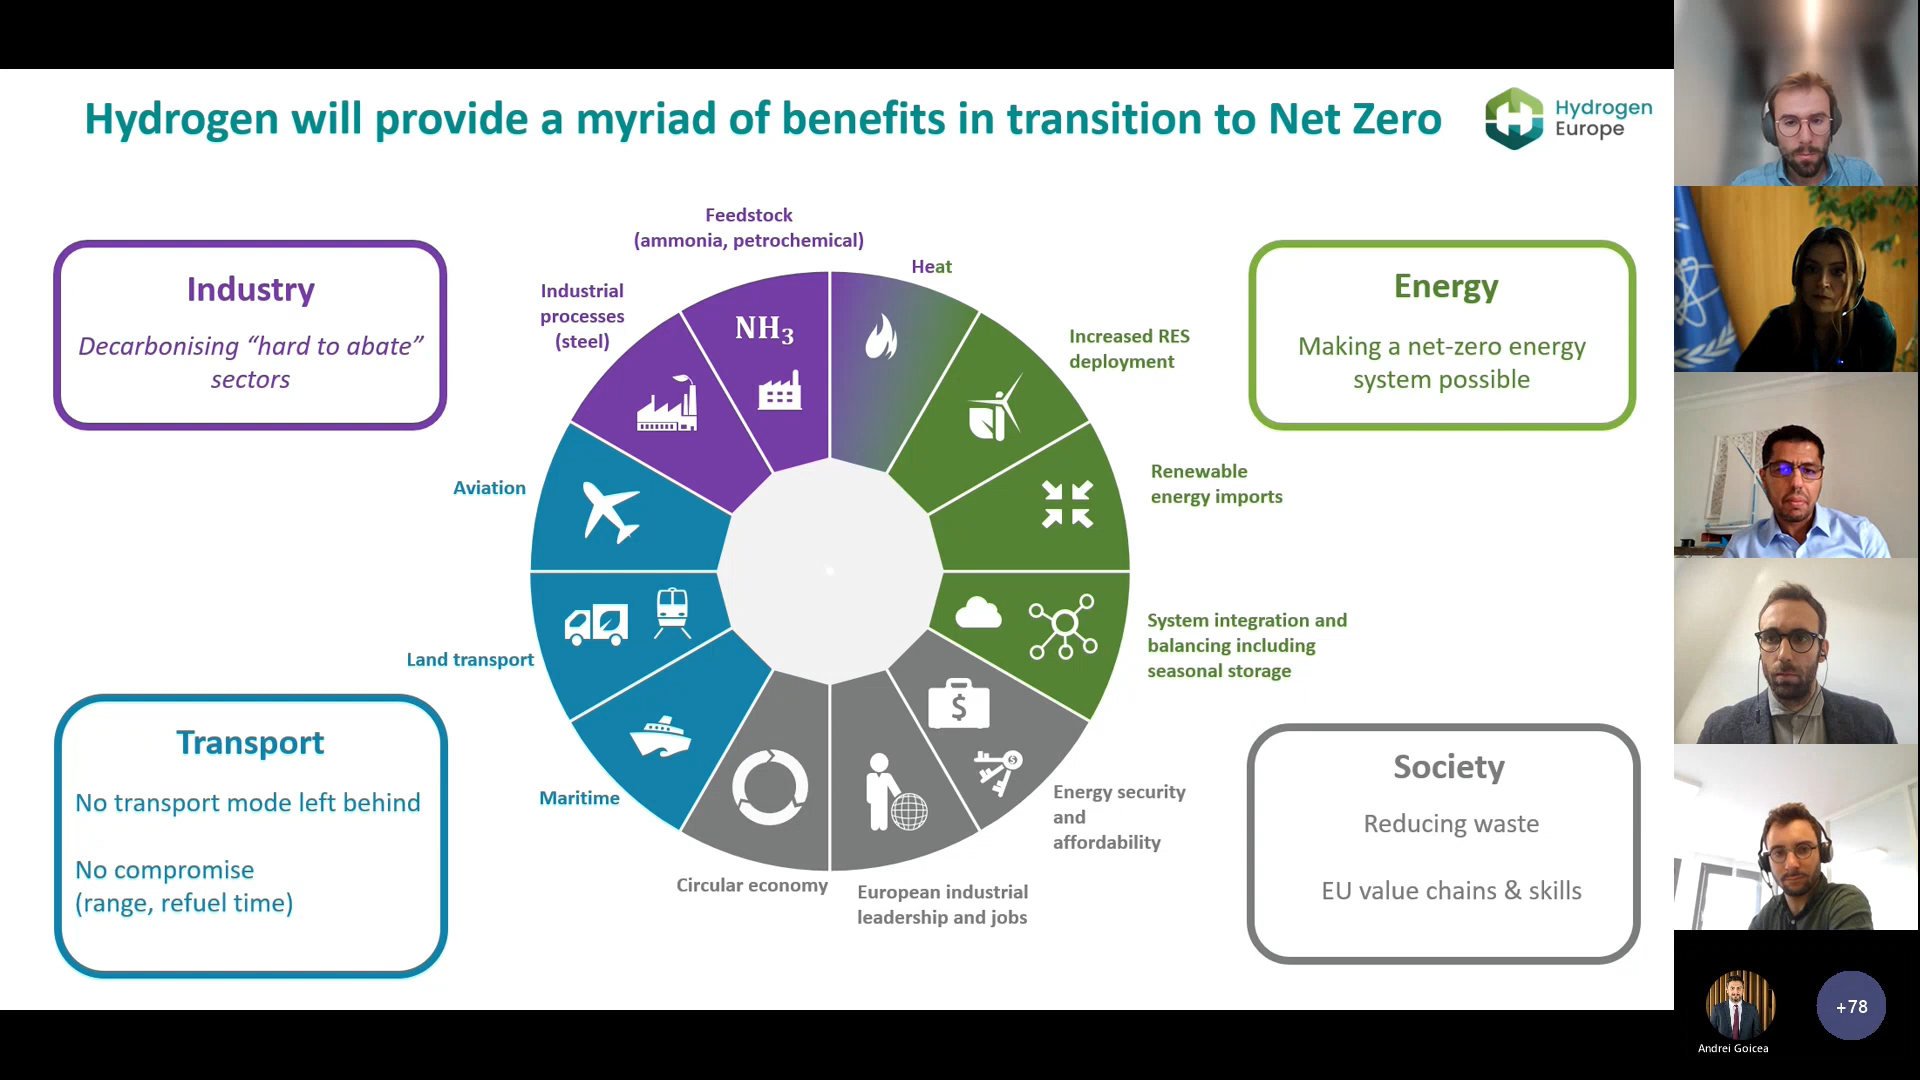 Hydrogen will provide a myriad of benefits in transition to Net Zero
Hydrogen
Europe
Industry
Decarbonising “hard to abate”
sectors
Feedstock
(ammonia, petrochemical)
Heat
Industrial
processes
(steel)
NH₃
Increased RES
deployment
Energy
Making a net-zero energy
system possible
Aviation
Renewable
energy imports
Land transport
System integration and
balancing including
seasonal storage
Transport
No transport mode left behind
No compromise
(range, refuel time)
Maritime
$
$
Energy security
and
affordability
Circular economy
European industrial
leadership and jobs
Society
Reducing waste
EU value chains & skills
+78
Andrei Goicea